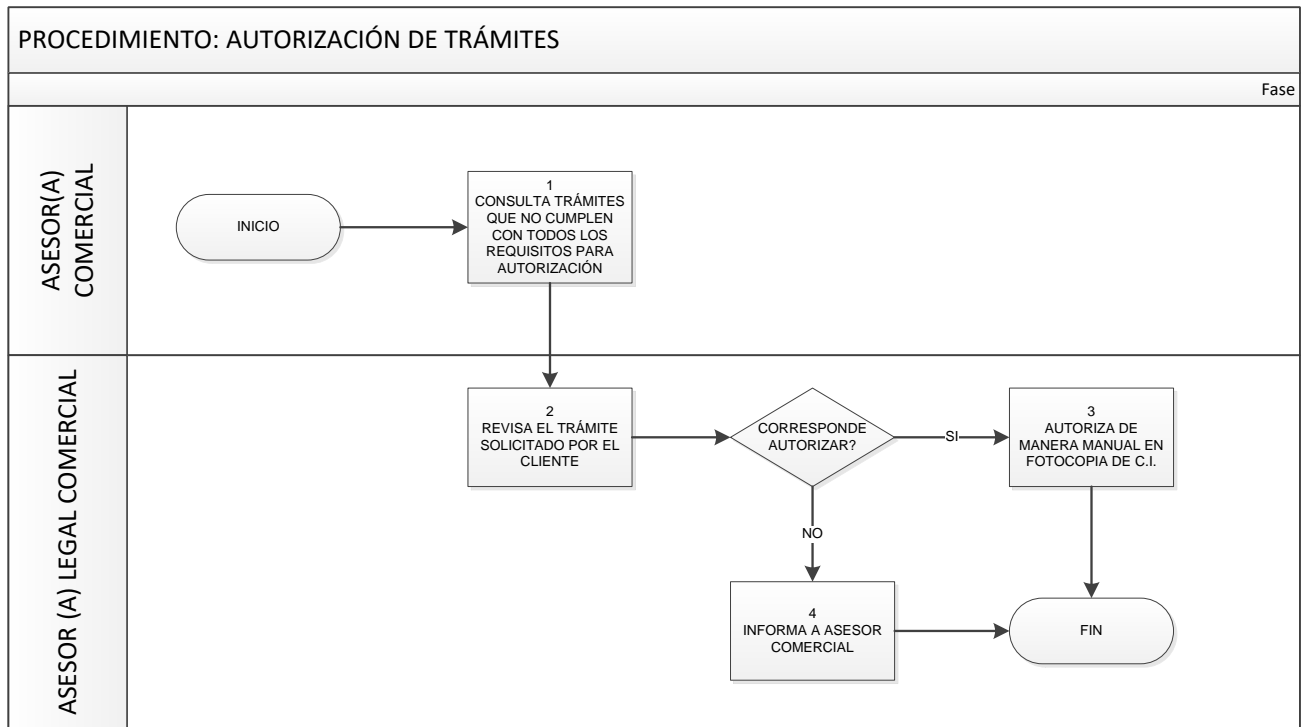 PROCEDIMIENTO: AUTORIZACIÓN DE TRÁMITES
Fase
ASESOR(A)
COMERCIAL
INICIO
1
CONSULTA TRÁMITES
QUE NO CUMPLEN
CON TODOS LOS
REQUISITOS PARA
AUTORIZACIÓN
ASESOR (A) LEGAL COMERCIAL
2
REVISA EL TRÁMITE
SOLICITADO POR EL
CLIENTE
CORRESPONDE
AUTORIZAR?
SI
3
AUTORIZA DE
MANERA MANUAL EN
FOTOCOPIA DE C.I.
NO
4
INFORMA A ASESOR
COMERCIAL
FIN